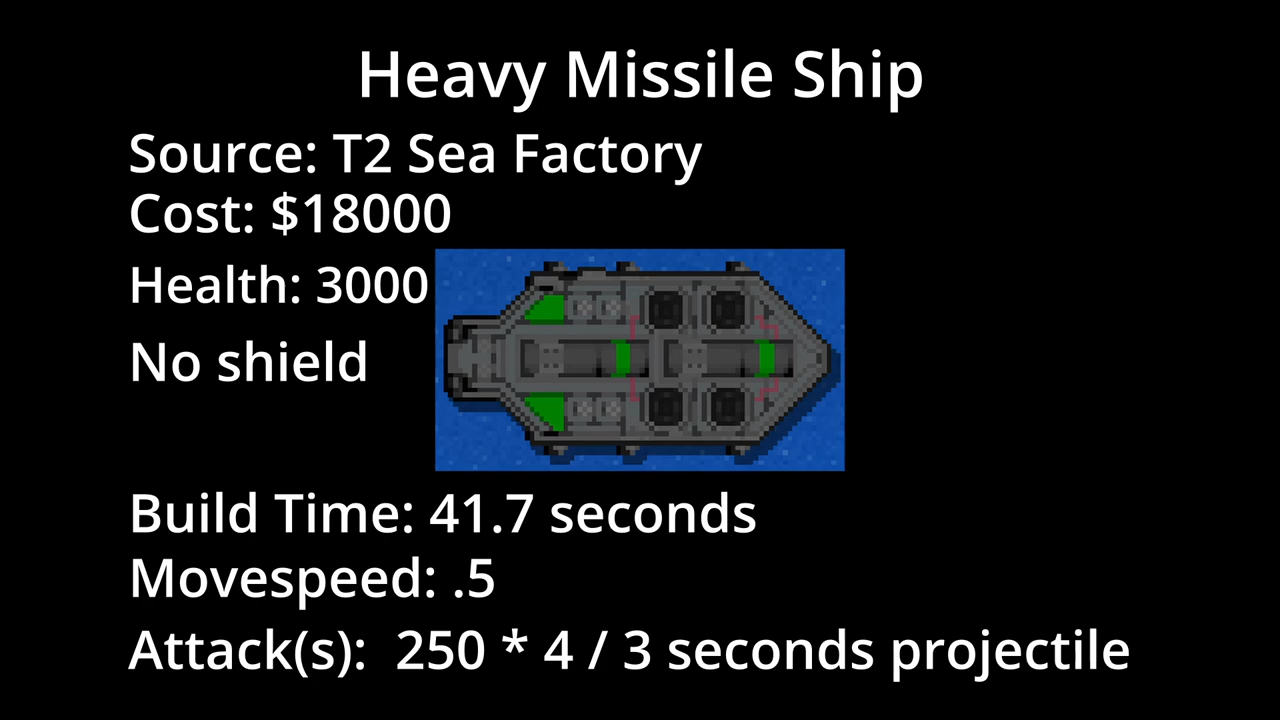 Heavy Missile Ship
Source: T2 Sea Factory
Cost: $18000
Health: 3000
No shield
Build Time: 41.7 seconds
Movespeed: .5
Attack(s): 250 * 4 / 3 seconds projectile